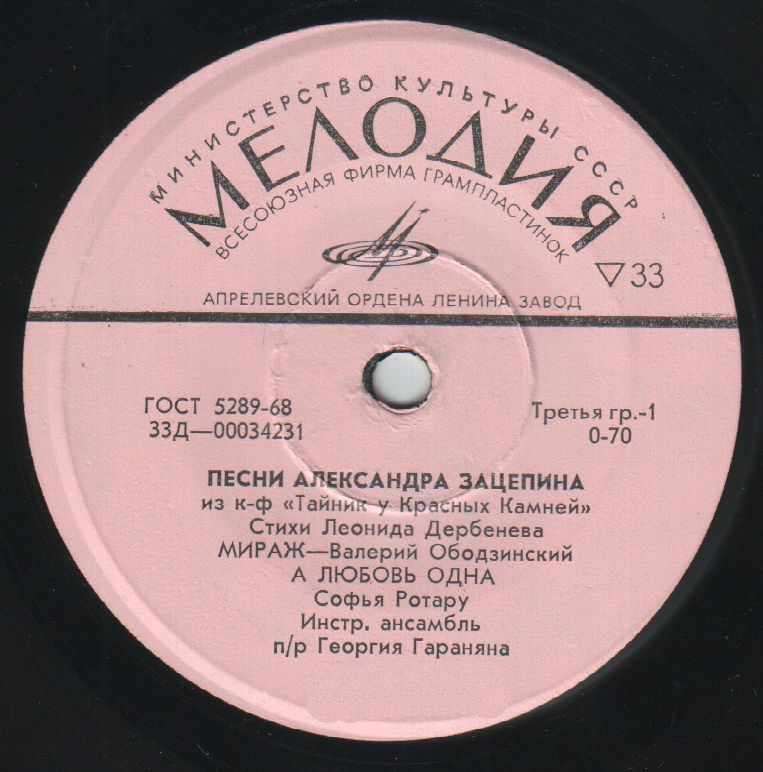 МИНИСТЕРСТВО КУЛЬТУРЫ СССР
МЕЛОДИЯ
ВСЕСОЮЗНАЯ ФИРМА ГРАМПЛАСТИНОК
▽33
АПРЕЛЕВСКИЙ ОРДЕНА ЛЕНИНА ЗАВОД
ГОСТ 5289-68
Третья гр.-1
33Д—00034231
0-70
ПЕСНИ АЛЕКСАНДРА ЗАЦЕПИНА
из к-ф «Тайник у Красных Камней»
Стихи Леонида Дербенева
МИРАЖ—Валерий Ободзинский
А ЛЮБОВЬ ОДНА
Софья Ротару
Инстр. ансамбль
п/р Георгия Гараняна